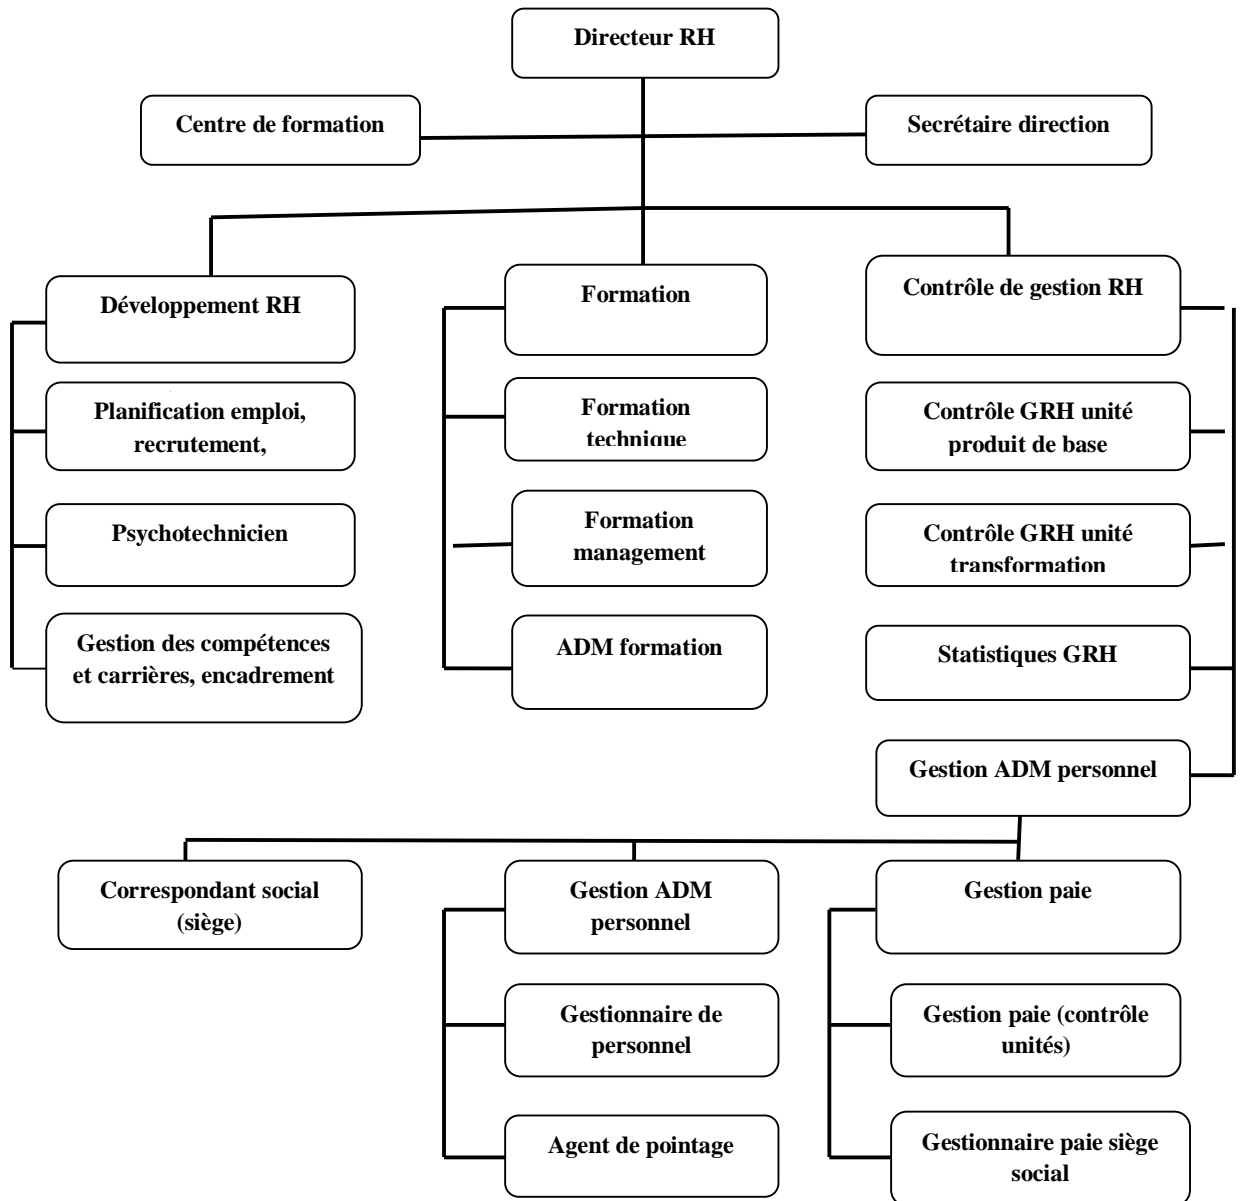 Directeur RH
Centre de formation
Secrétaire direction
Développement RH
Formation
Contrôle de gestion RH
Planification emploi,
recrutement,
Formation
technique
Contrôle GRH unité
produit de base
Psychotechnicien
Formation
management
Contrôle GRH unité
transformation
Gestion des compétences
et carrières, encadrement
ADM formation
Statistiques GRH
Gestion ADM personnel
Correspondant social
(siège)
Gestion ADM
personnel
Gestion paie
Gestionnaire de
personnel
Gestion paie (contrôle
unités)
Agent de pointage
Gestionnaire paie siège
social